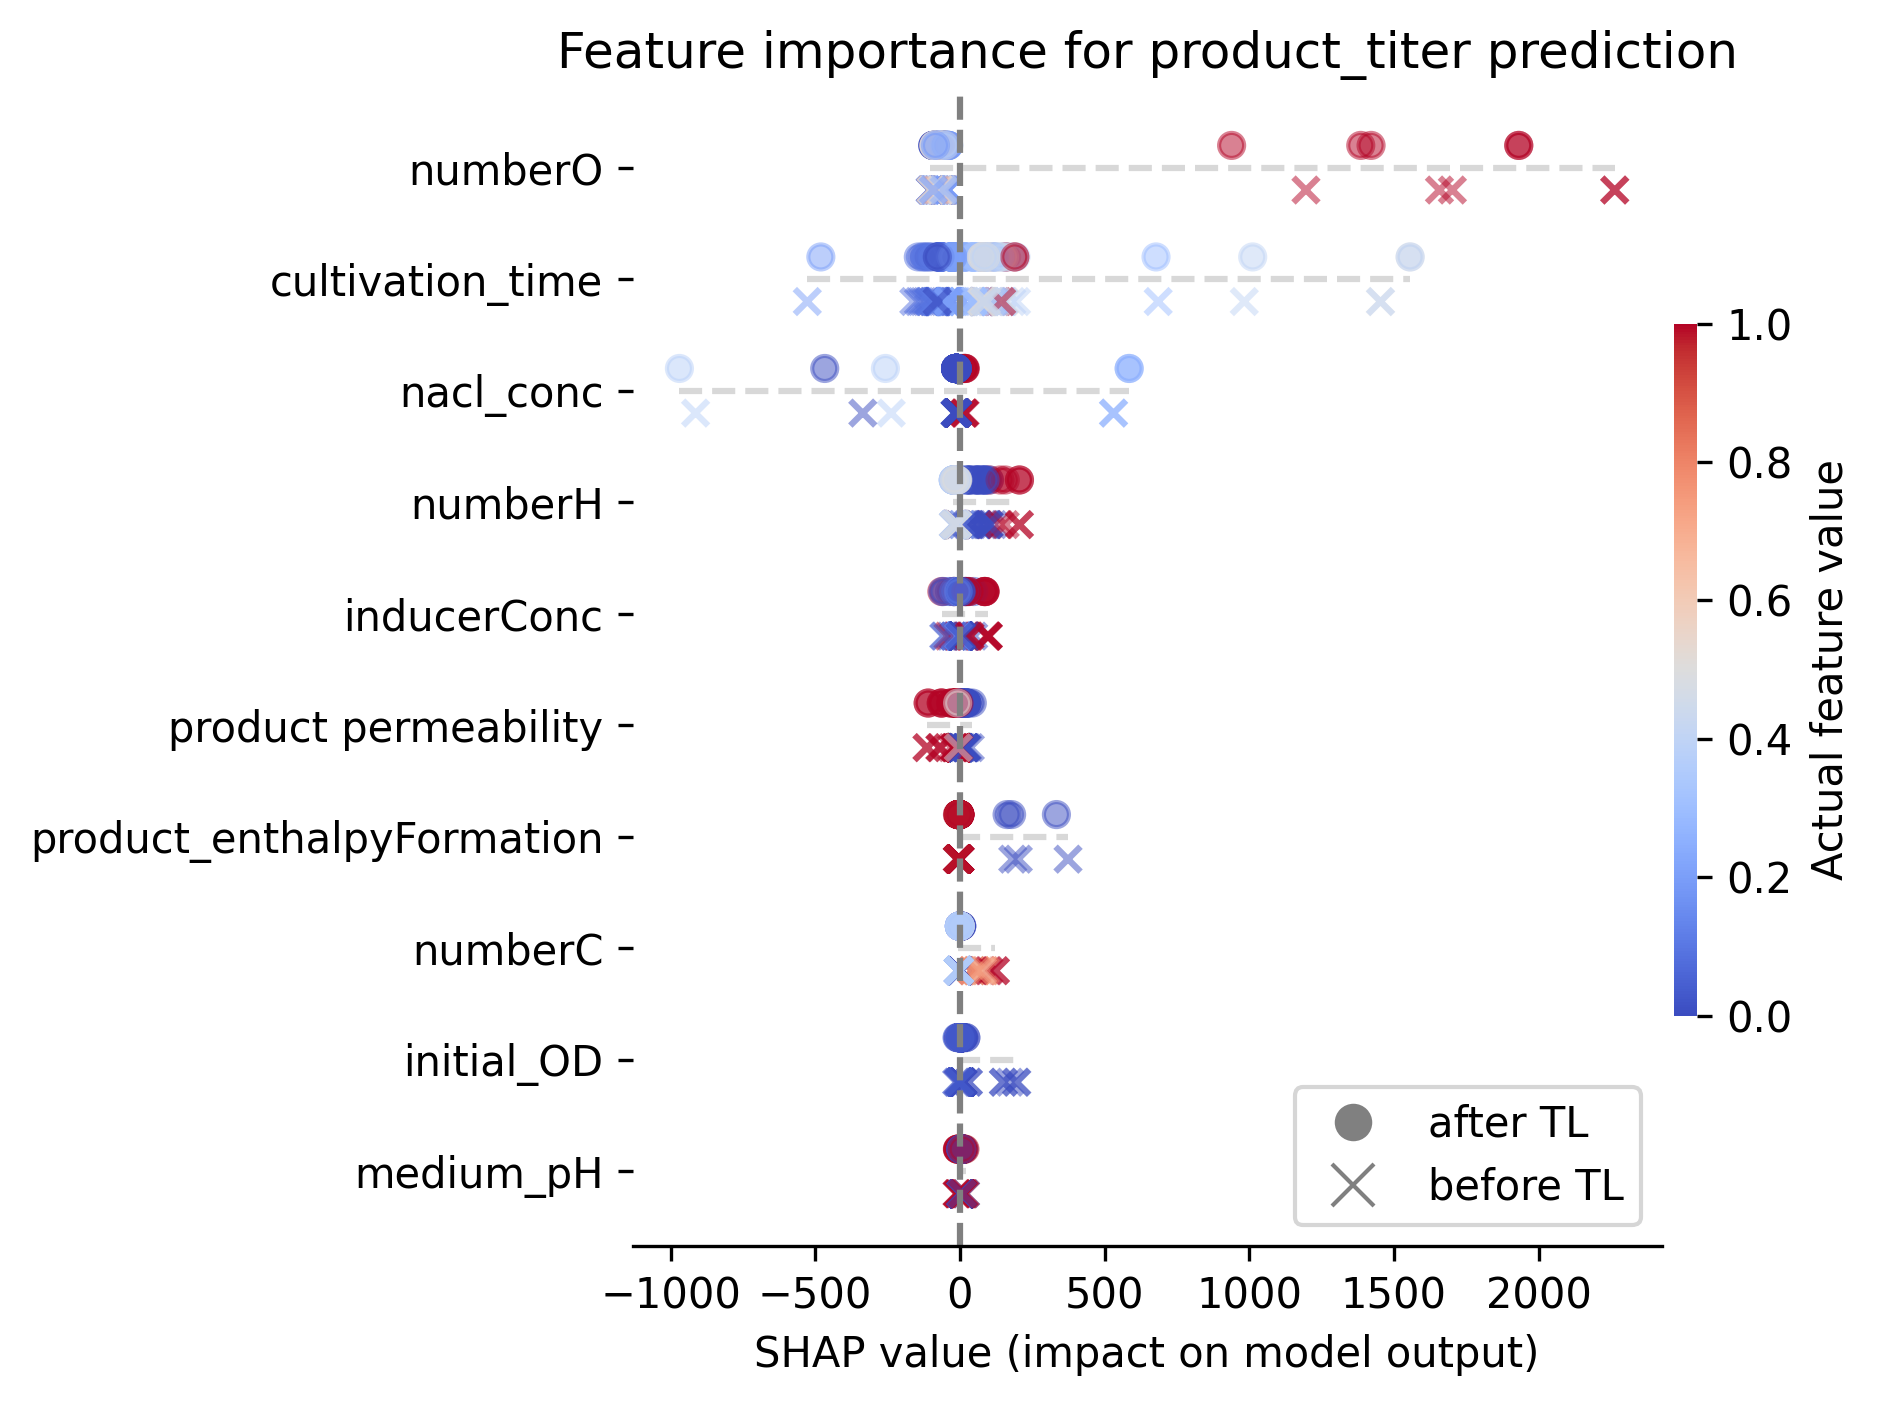 Feature importance for product_titer prediction
numberO
cultivation_time
nacl_conc
numberH
inducerConc
product permeability
product_enthalpyFormation
numberC
initial_OD
medium_pH
−1000
−500
0
500
1000
1500
2000
SHAP value (impact on model output)
after TL
before TL
1.0
0.8
0.6
0.4
0.2
0.0
Actual feature value